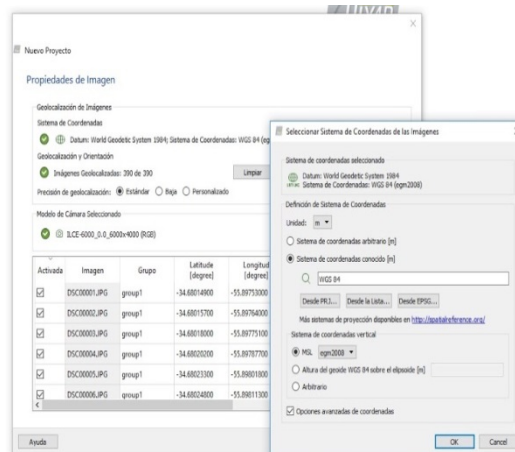 Nuevo Proyecto
Propiedades de Imagen
Geolocalización de Imágenes
Sistema de Coordenadas
Datum: World Geodetic System 1984; Sistema de Coordenadas: WGS 84 (eg
Geolocalización y Orientación
Imágenes Geolocalizadas: 390 de 390
Limpiar
Precisión de geolocalización: Estándar Baja Personalizado
Modelo de Cámara Seleccionado
ILCE-6000_0.0_6000x4000 (RGB)
Activada Imagen Grupo Latitude [degree] Longitud [degree]
DSC00001.JPG group1 -34.68014900 -55.89753000
DSC00002.JPG group1 -34.68015700 -55.89764000
DSC00003.JPG group1 -34.68018000 -55.89775100
DSC00004.JPG group1 -34.68020200 -55.89787700
DSC00005.JPG group1 -34.68023300 -55.89801800
DSC00006.JPG group1 -34.68024800 -55.89811300
Ayuda
Seleccionar Sistema de Coordenadas de las Imágenes
Sistema de coordenadas seleccionado
Datum: World Geodetic System 1984
Sistema de Coordenadas: WGS 84 (egm2008)
Definición de Sistema de Coordenadas
Unidad: m
Sistema de coordenadas arbitrario [m]
Sistema de coordenadas conocido [m]
WGS 84
Desde PRJ... Desde la Lista... Desde EPSG...
Más sistemas de proyección disponibles en http://spatialreference.org/
Sistema de coordenadas vertical
MSL egm2008
Altura del geoide WGS 84 sobre el elipsoide [m]
Arbitrario
Opciones avanzadas de coordenadas
OK Cancel